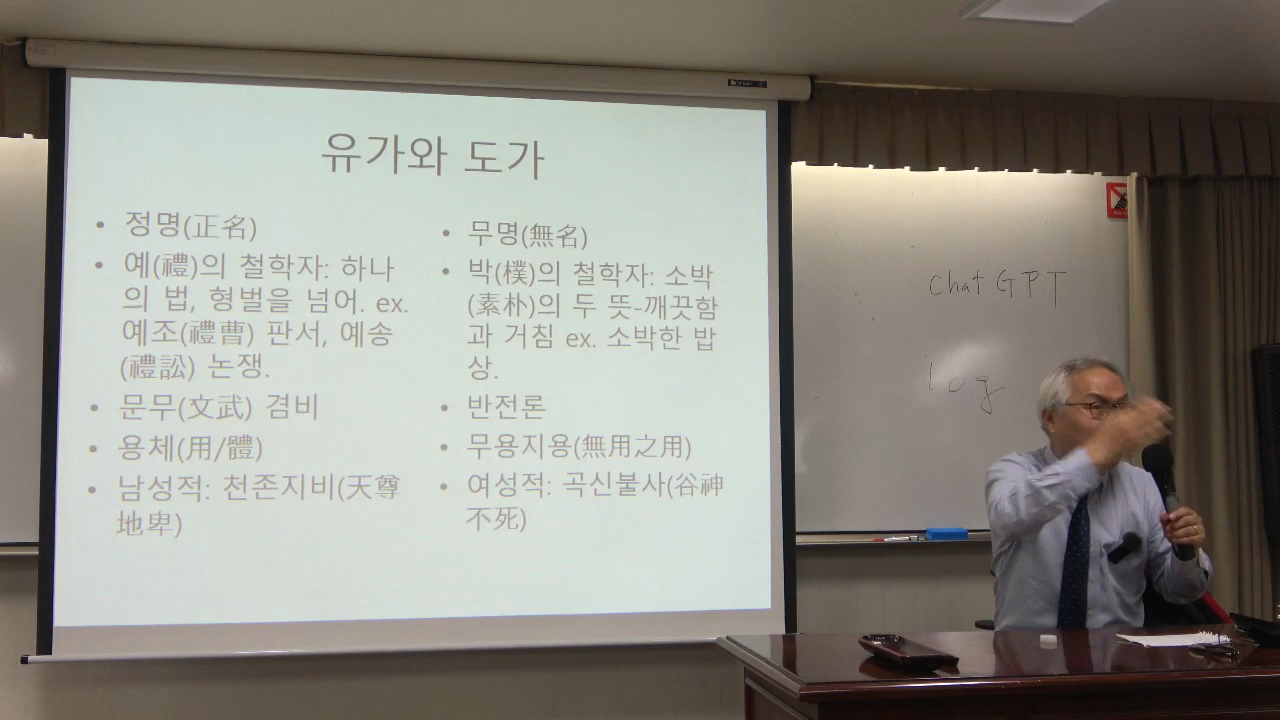 유가와 도가
• 정명(正名)
• 예(禮)의 철학자: 하나
의 법, 형벌을 넘어. ex.
예조(禮曹) 판서, 예송
(禮訟) 논쟁.
• 문무(文武) 겸비
• 용체(用/體)
• 남성적: 천존지비(天尊
地卑)
• 무명(無名)
• 박(樸)의 철학자: 소박
(素朴)의 두 뜻-깨끗함
과 거침 ex. 소박한 밥
상.
• 반전론
• 무용지용(無用之用)
• 여성적: 곡신불사(谷神
不死)
Chat GPT
log